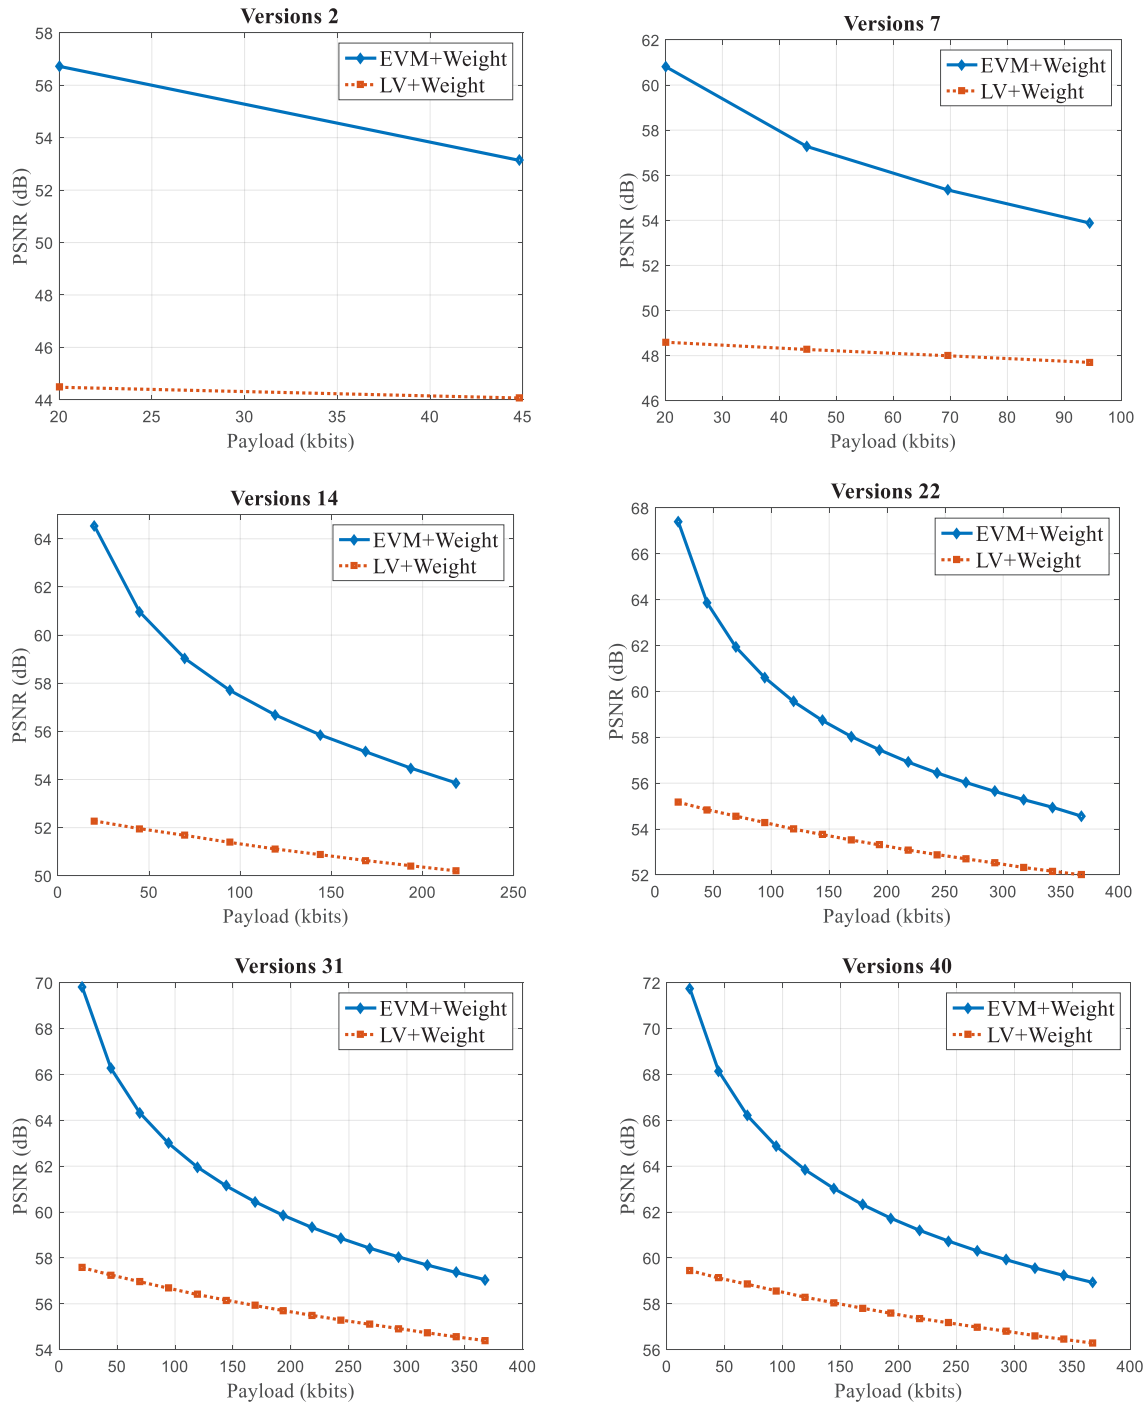 Versions 2
58
56
54
52
50
48
46
44
PSNR (dB)
EVM+Weight
LV+Weight
20 25 30 35 40 45
Payload (kbits)
Versions 7
62
60
58
56
54
52
50
48
46
PSNR (dB)
EVM+Weight
LV+Weight
20 30 40 50 60 70 80 90 100
Payload (kbits)
Versions 14
64
62
60
58
56
54
52
50
PSNR (dB)
EVM+Weight
LV+Weight
0 50 100 150 200 250
Payload (kbits)
Versions 22
68
66
64
62
60
58
56
54
52
PSNR (dB)
EVM+Weight
LV+Weight
0 50 100 150 200 250 300 350 400
Payload (kbits)
Versions 31
70
68
66
64
62
60
58
56
54
PSNR (dB)
EVM+Weight
LV+Weight
0 50 100 150 200 250 300 350 400
Payload (kbits)
Versions 40
72
70
68
66
64
62
60
58
56
PSNR (dB)
EVM+Weight
LV+Weight
0 50 100 150 200 250 300 350 400
Payload (kbits)